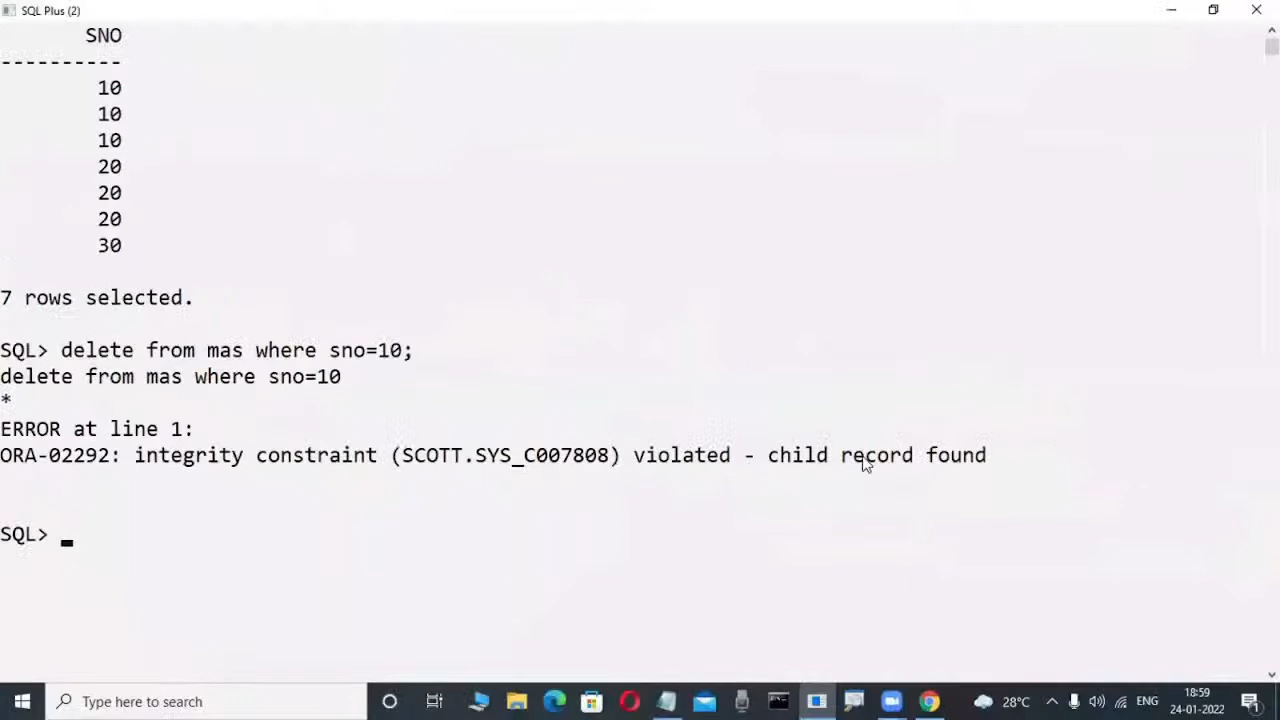 SQL Plus (2)
SNO
----------
10
10
10
20
20
20
30
7 rows selected.
SQL> delete from mas where sno=10;
delete from mas where sno=10
*
ERROR at line 1:
ORA-02292: integrity constraint (SCOTT.SYS_C007808) violated - child record found
SQL>
Type here to search
28°C
ENG
18:59
24-01-2022
1